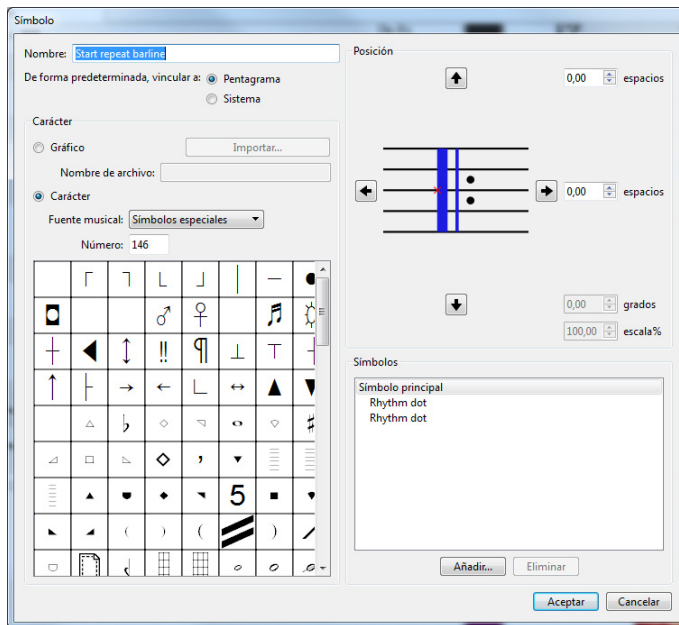 Símbolo
Nombre: Start repeat barline
De forma predeterminada, vincular a: Pentagrama
Sistema
Carácter
Gráfico Importar...
Nombre de archivo:
Carácter
Fuente musical: Símbolos especiales
Número: 146
5
Posición
0,00 espacios
0,00 espacios
0,00 grados
100,00 escala%
Símbolos
Símbolo principal
Rhythm dot
Rhythm dot
Añadir... Eliminar
Aceptar Cancelar